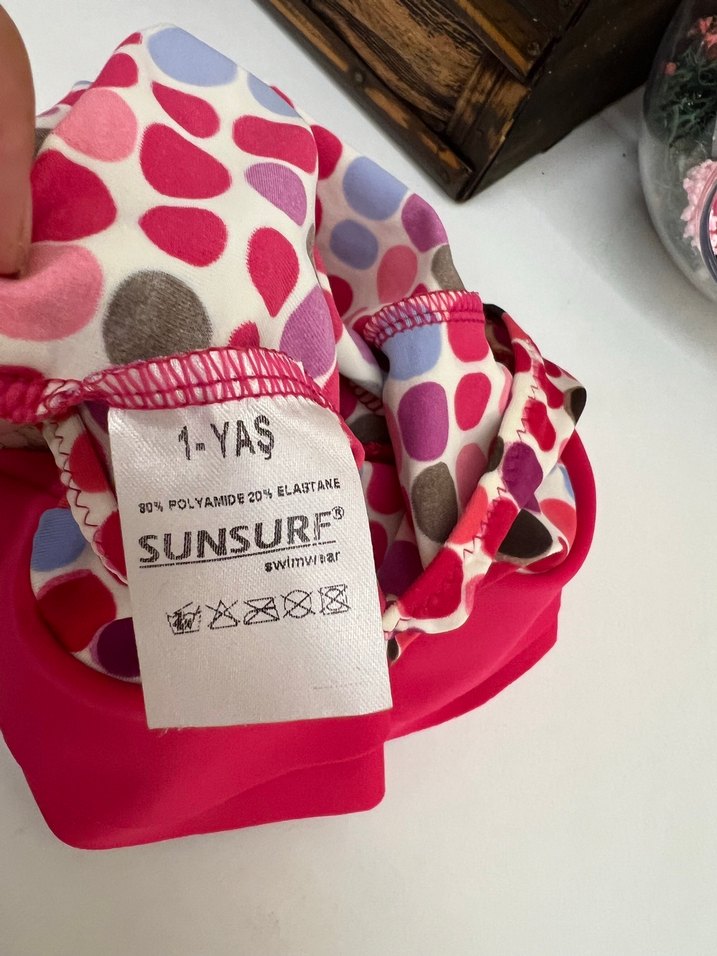 1-YAŞ
80% POLYAMIDE 20% ELASTANE
SUNSURF®
swimwear